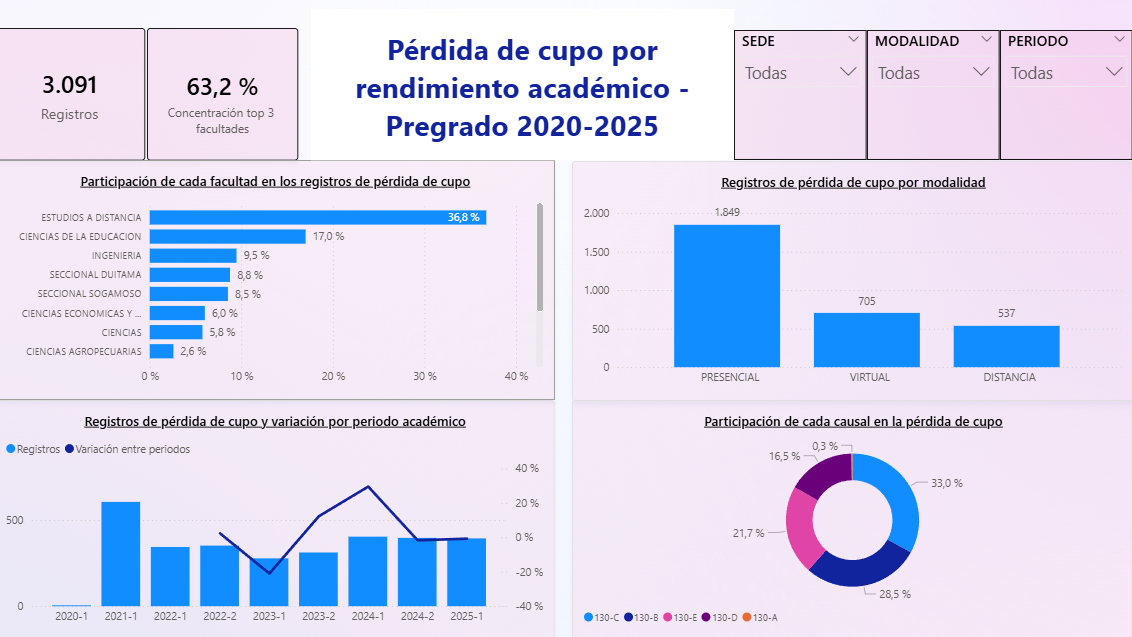 3.091
Registros
63,2 %
Concentración top 3
facultades
Pérdida de cupo por
rendimiento académico -
Pregrado 2020-2025
SEDE
Todas
MODALIDAD
Todas
PERIODO
Todas
Participación de cada facultad en los registros de pérdida de cupo
ESTUDIOS A DISTANCIA 36,8 %
CIENCIAS DE LA EDUCACION 17,0 %
INGENIERIA 9,5 %
SECCIONAL DUITAMA 8,8 %
SECCIONAL SOGAMOSO 8,5 %
CIENCIAS ECONOMICAS Y ... 6,0 %
CIENCIAS 5,8 %
CIENCIAS AGROPECUARIAS 2,6 %
0 % 10 % 20 % 30 % 40 %
Registros de pérdida de cupo por modalidad
2.000
1.500
1.000
500
0
1.849
705
537
PRESENCIAL VIRTUAL DISTANCIA
Registros de pérdida de cupo y variación por periodo académico
Registros Variación entre periodos
500
0
40 %
20 %
0 %
-20 %
-40 %
2020-1 2021-1 2022-1 2022-2 2023-1 2023-2 2024-1 2024-2 2025-1
Participación de cada causal en la pérdida de cupo
0,3 %
16,5 %
33,0 %
21,7 %
28,5 %
130-C 130-B 130-E 130-D 130-A